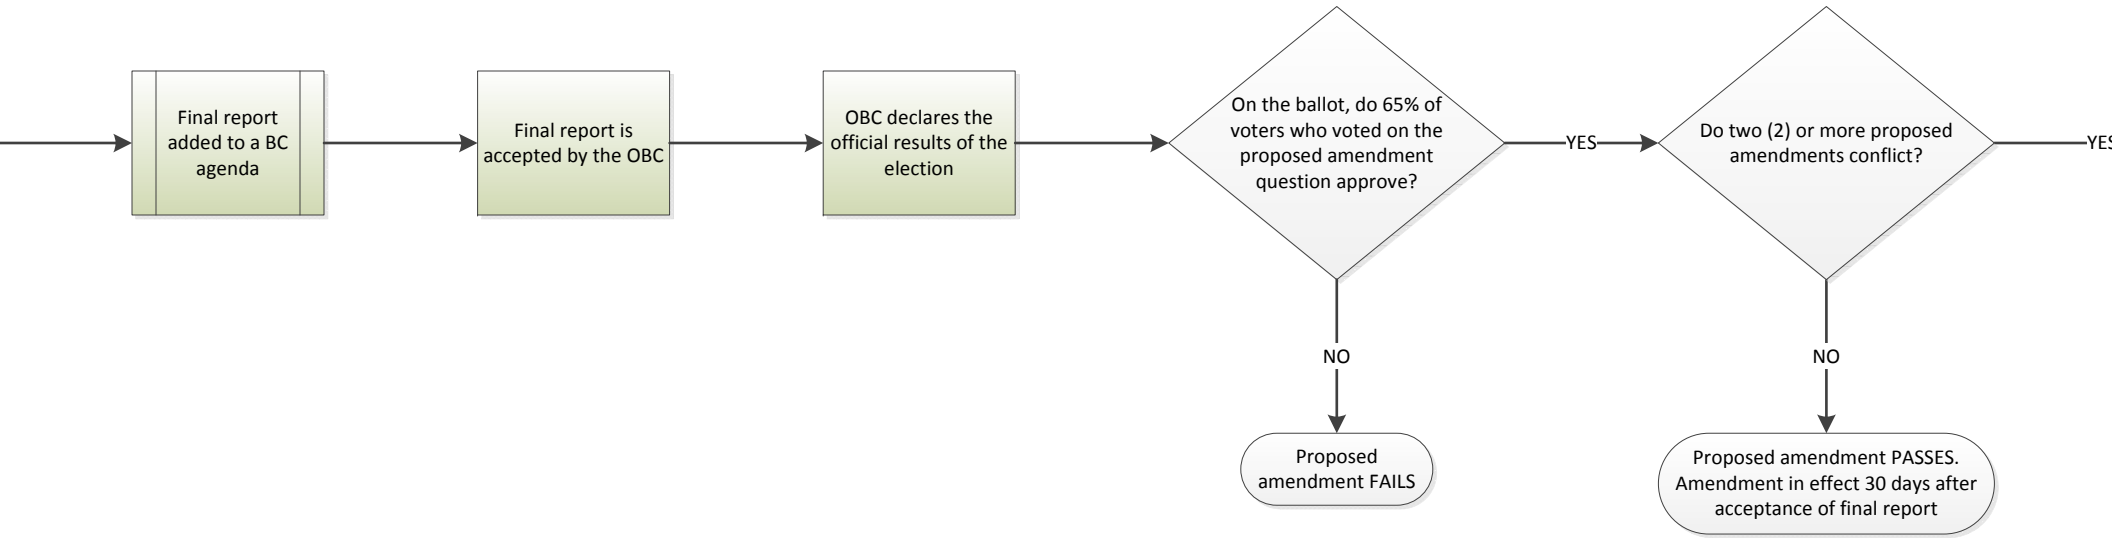 Final report
added to a BC
agenda
Final report is
accepted by the OBC
OBC declares the
official results of the
election
On the ballot, do 65% of
voters who voted on the
proposed amendment
question approve?
YES
Do two (2) or more proposed
amendments conflict?
YES
NO
NO
Proposed
amendment FAILS
Proposed amendment PASSES.
Amendment in effect 30 days after
acceptance of final report